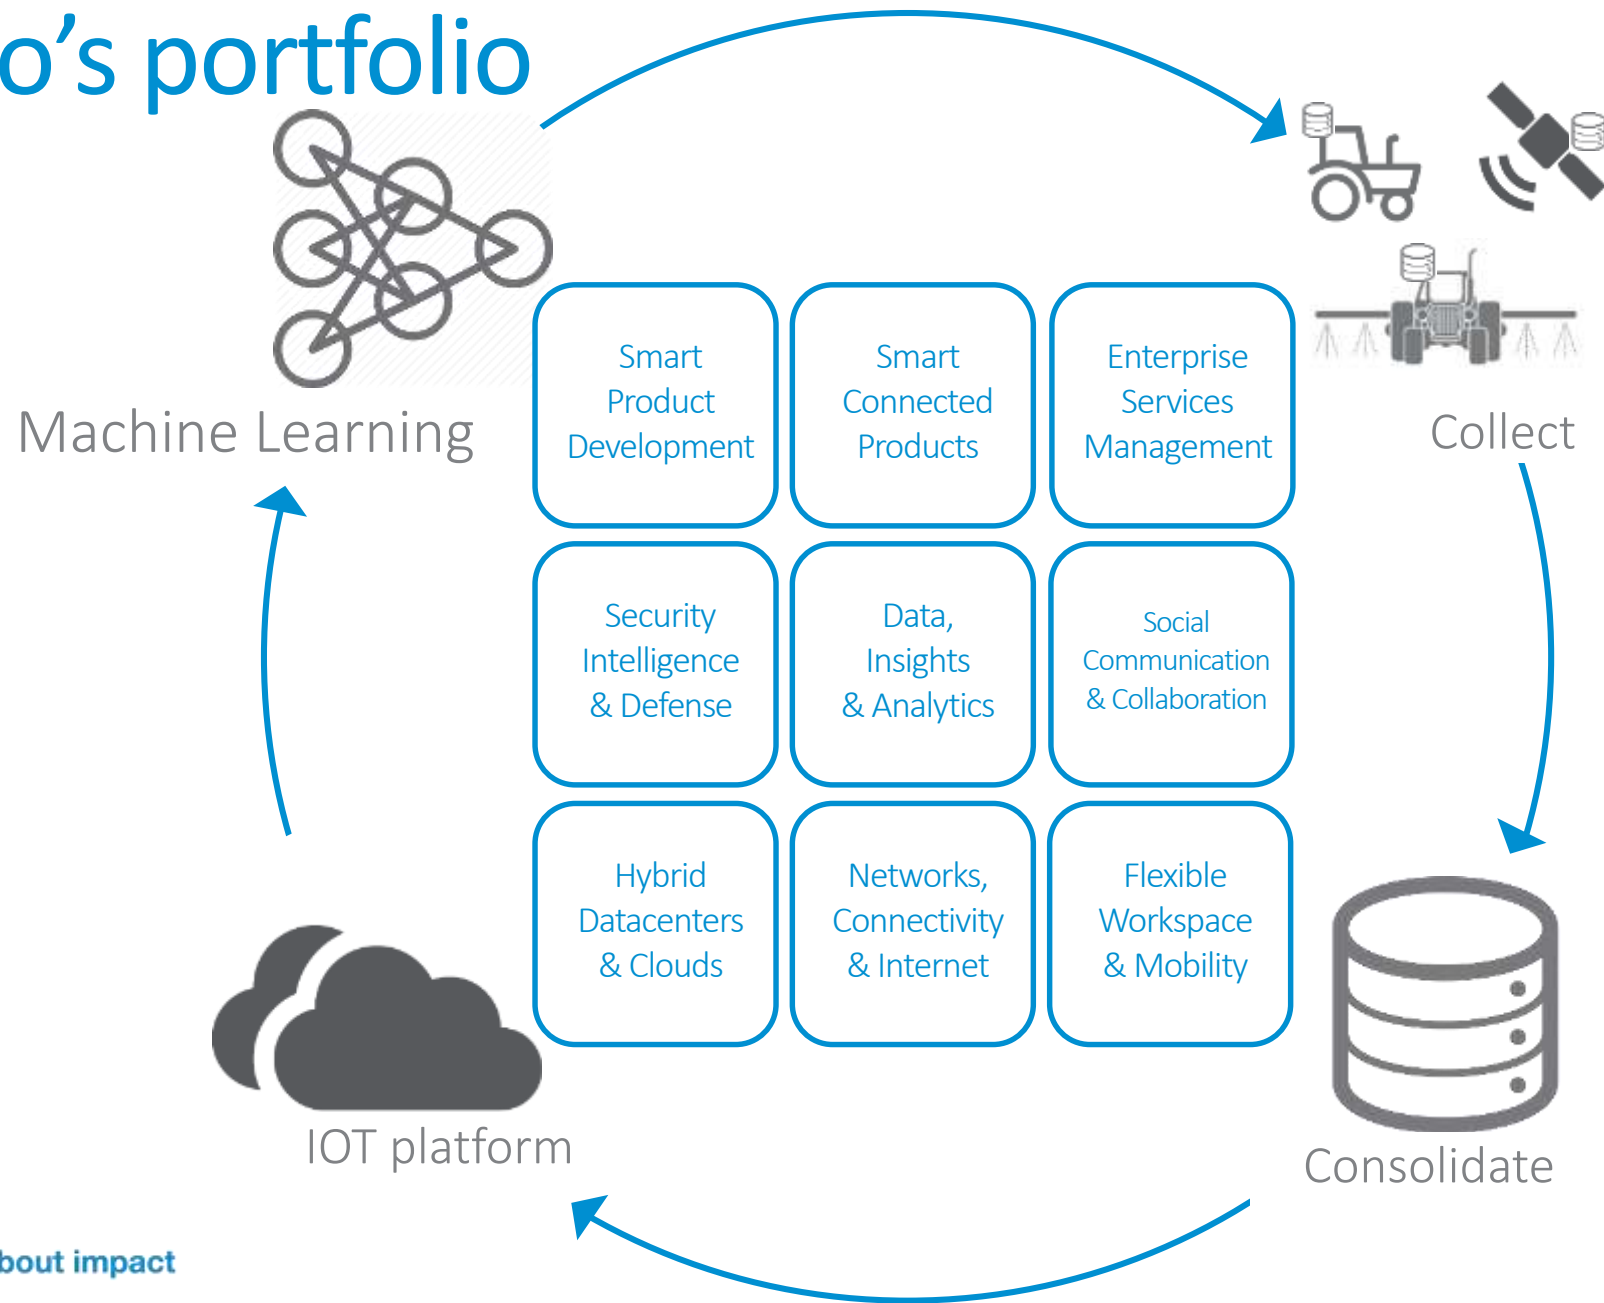 o’s portfolio
Machine Learning
Collect
Smart
Product
Development
Smart
Connected
Products
Enterprise
Services
Management
Security
Intelligence
& Defense
Data,
Insights
& Analytics
Social
Communication
& Collaboration
Hybrid
Datacenters
& Clouds
Networks,
Connectivity
& Internet
Flexible
Workspace
& Mobility
IOT platform
Consolidate
bout impact